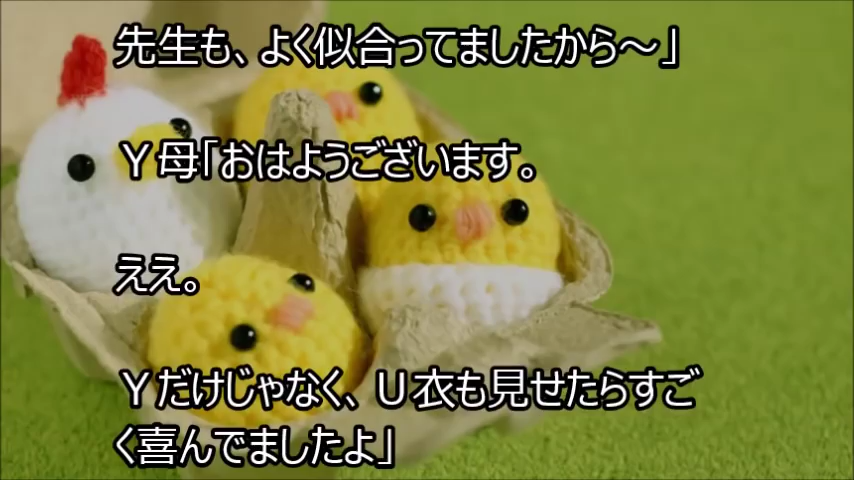 先生も、よく似合ってましたから～」
Ｙ母「おはようございます。
ええ。
Ｙだけじゃなく、Ｕ衣も見せたらすご
く喜んでましたよ」